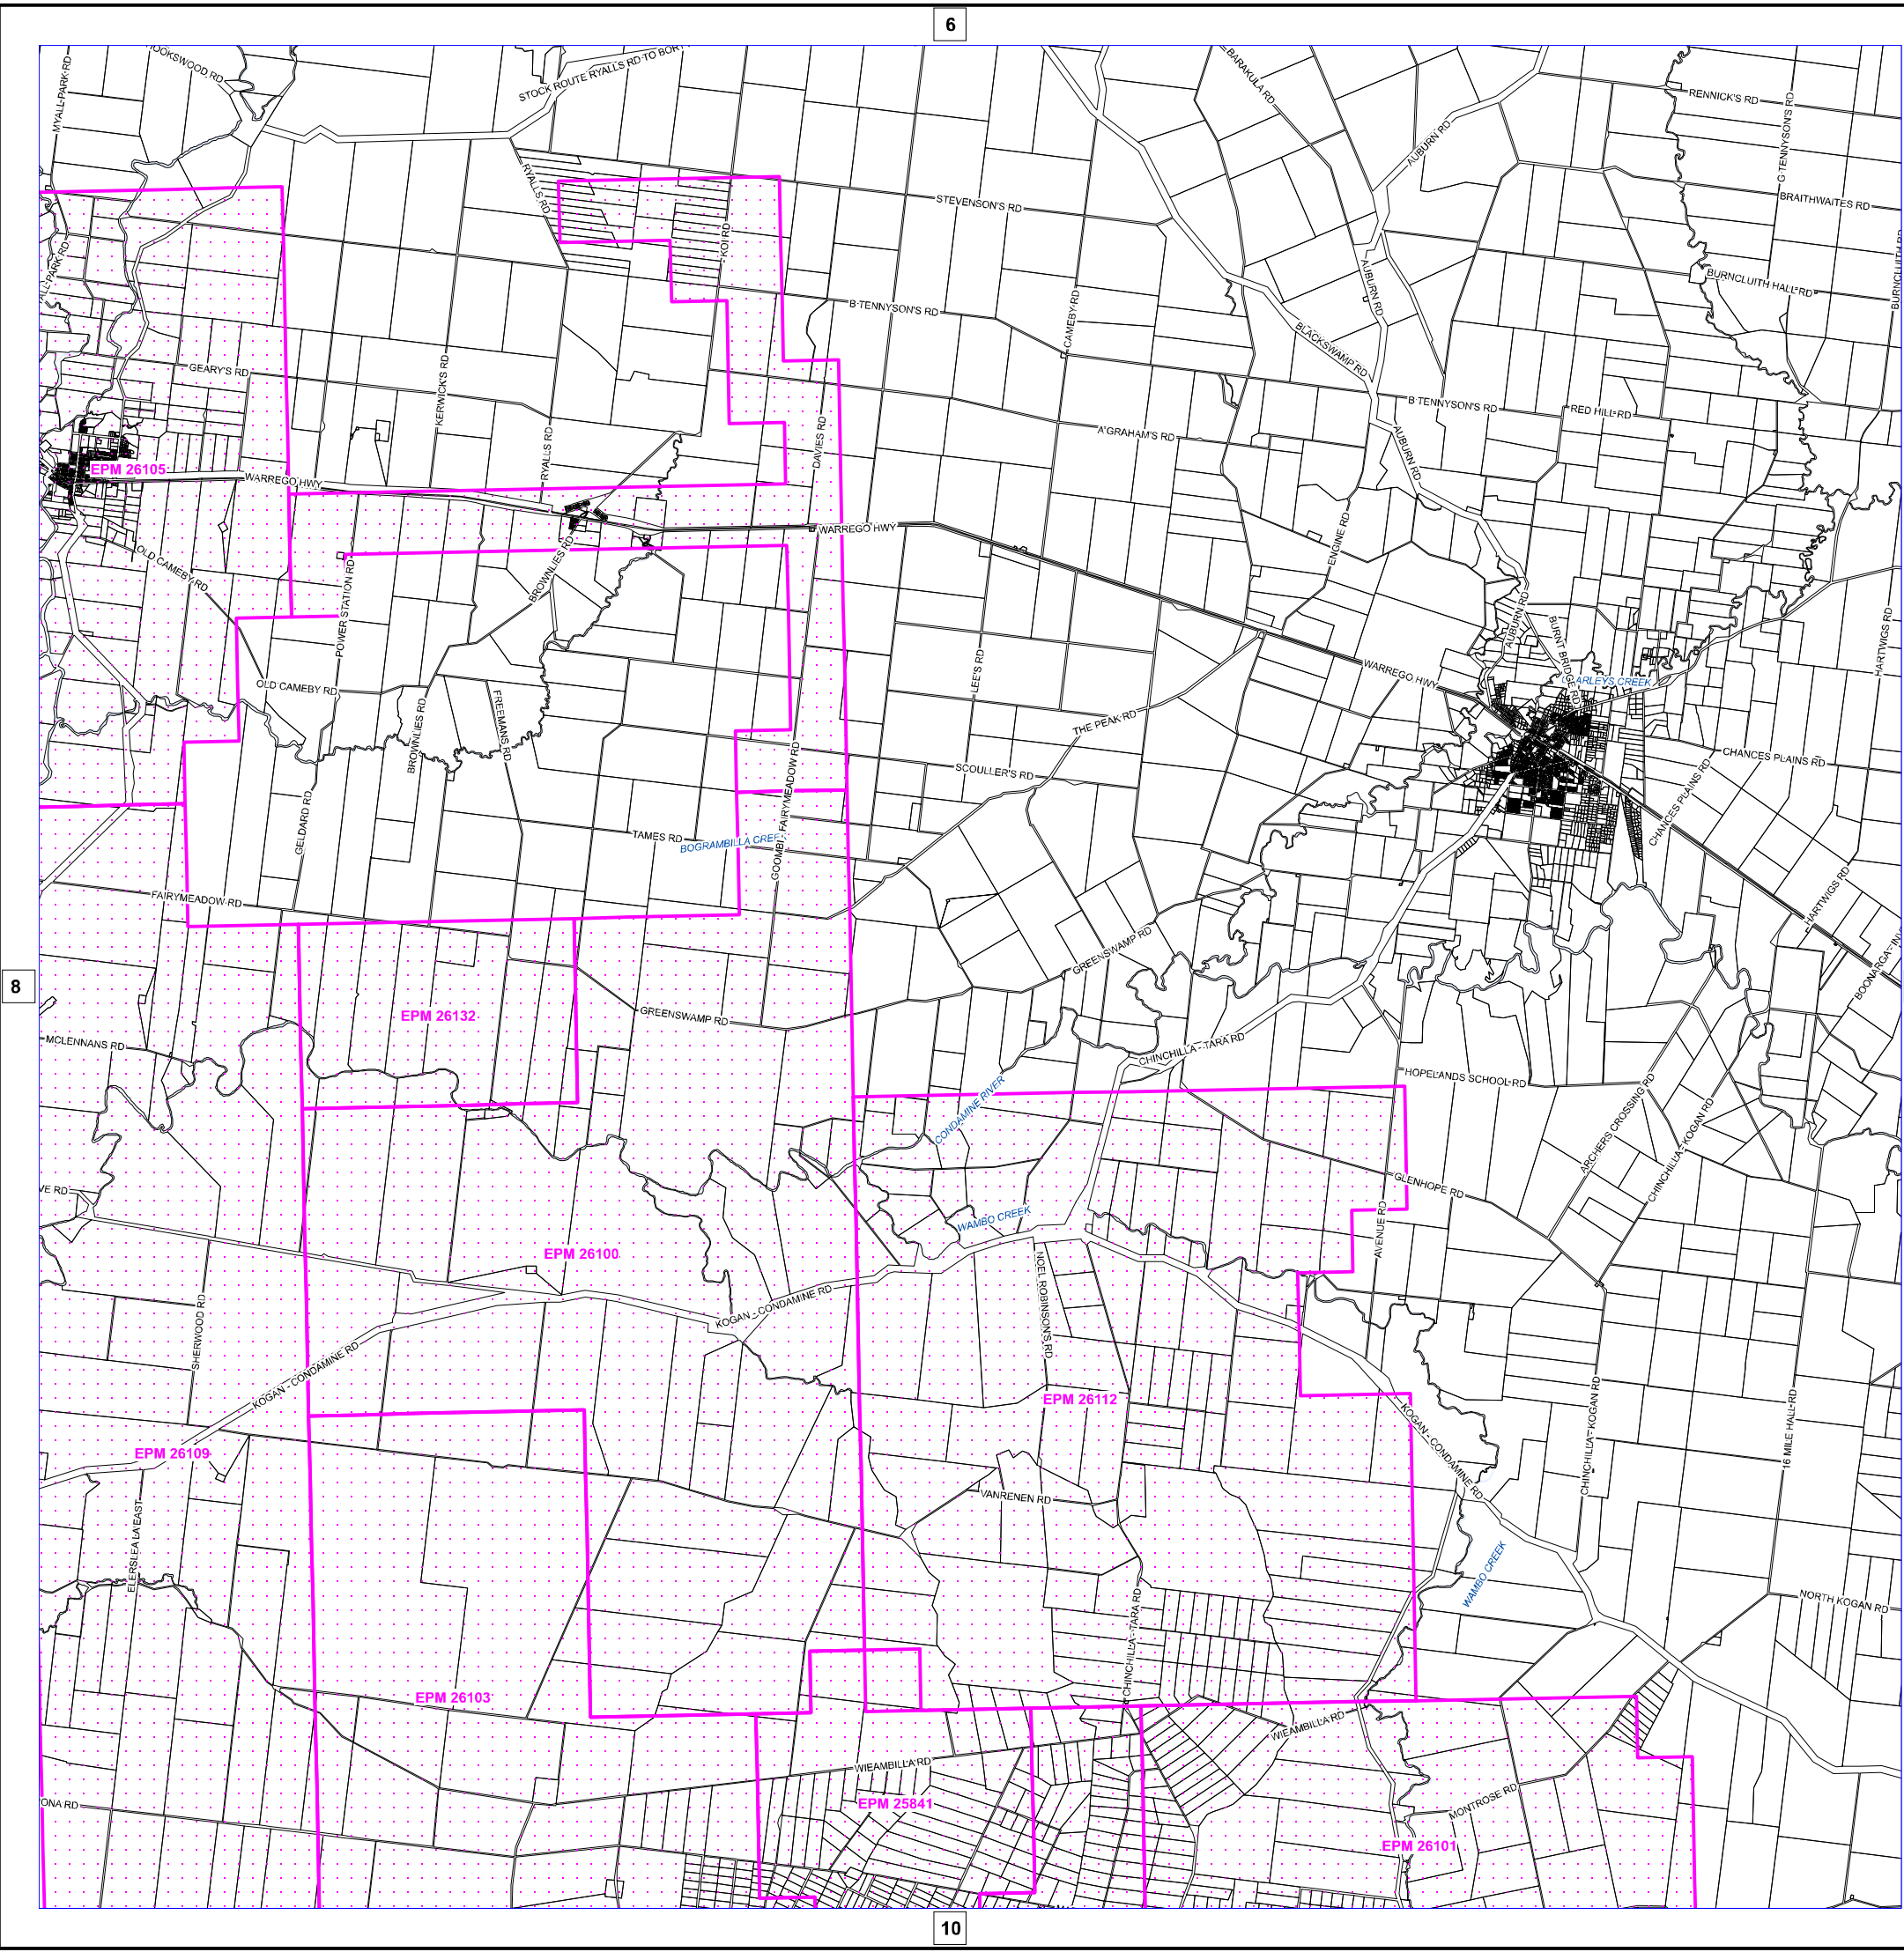 6
STOCK ROUTE RYALLS RD TO BORT
BARAKULA RD
MYALL PARK RD
RENNICK'S RD
G TENNYSON'S RD
AUBURN RD
RYALLS RD
BRAITHWAITES RD
STEVENSON'S RD
KOI RD
BURNCLUITH HALL RD
AUBURN RD
B TENNYSON'S RD
CAMEBY RD
BLACKSWAMP RD
GEARY'S RD
KERWICK'S RD
B TENNYSON'S RD
RED HILL RD
A GRAHAM'S RD
DAVIES RD
AUBURN RD
RYALLS RD
EPM 26105
WARREGO HWY
WARREGO HWY
ENGINE RD
OLD CAMEBY RD
BROWNLIES RD
POWER STATION RD
AUBURN RD
BURNT BRIDGE RD
HARTWIGS RD
WARREGO HWY
LEE'S RD
OLD CAMEBY RD
FREEMANS RD
BROWNLIES RD
THE PEAK RD
CHANCES PLAINS RD
SCOULLER'S RD
GOOMBI FAIRYMEADOW RD
CHANCES PLAINS RD
GELDARD RD
TAMES RD
BOGRAMBILLA CREEK
FAIRYMEADOW RD
HARTWIGS RD
GREENSWAMP RD
8
EPM 26132
GREENSWAMP RD
MCLENNANS RD
CHINCHILLA - TARA RD
HOPELANDS SCHOOL RD
CONDAMINE RIVER
ARCHERS CROSSING RD
CHINCHILLA - KOGAN RD
GLENHOPE RD
VE RD
WAMBO CREEK
AVENUE RD
EPM 26100
NOEL ROBINSON'S RD
KOGAN - CONDAMINE RD
SHERWOOD RD
KOGAN - CONDAMINE RD
EPM 26112
KOGAN - CONDAMINE RD
CHINCHILLA - KOGAN RD
16 MILE HALL RD
EPM 26109
VANRENEN RD
ELERSLEA LA EAST
WAMBO CREEK
NORTH KOGAN RD
CHINCHILLA - TARA RD
EPM 26103
WIEAMBILLA RD
WIEAMBILLA RD
ONA RD
EPM 25841
MONTROSE RD
EPM 26101
10